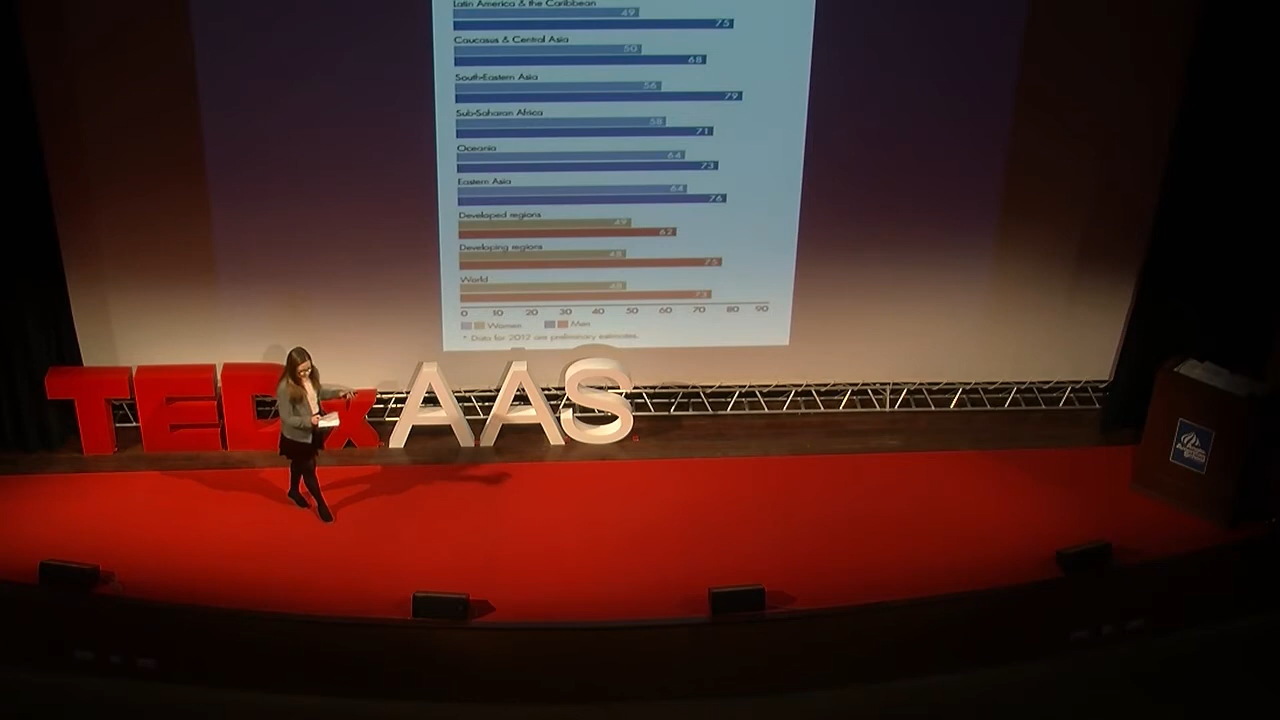 Latin America & the Caribbean
49
75
Caucasus & Central Asia
50
68
South-Eastern Asia
56
79
Sub-Saharan Africa
58
71
Oceania
64
73
Eastern Asia
64
76
Developed regions
49
62
Developing regions
48
75
World
48
73
0 10 20 30 40 50 60 70 80 90
Women Men
* Data for 2012 are preliminary estimates.
TEDxAAS